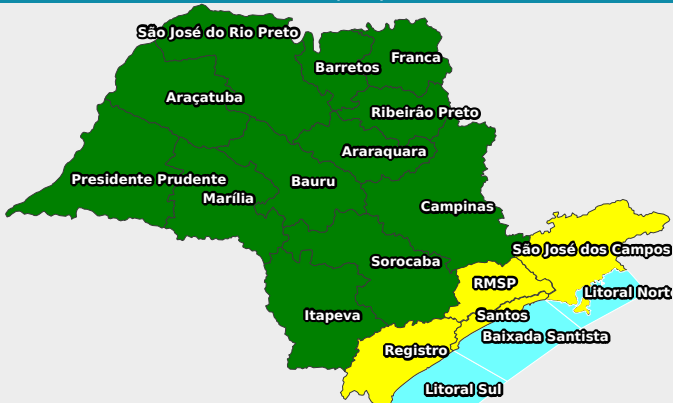 São José do Rio Preto
Franca
Barretos
Araçatuba
Ribeirão Preto
Araraquara
Presidente Prudente
Bauru
Marília
Campinas
São José dos Campos
Sorocaba
RMSP
Litoral Nort
Itapeva
Santos
Baixada Santista
Registro
Litoral Sul